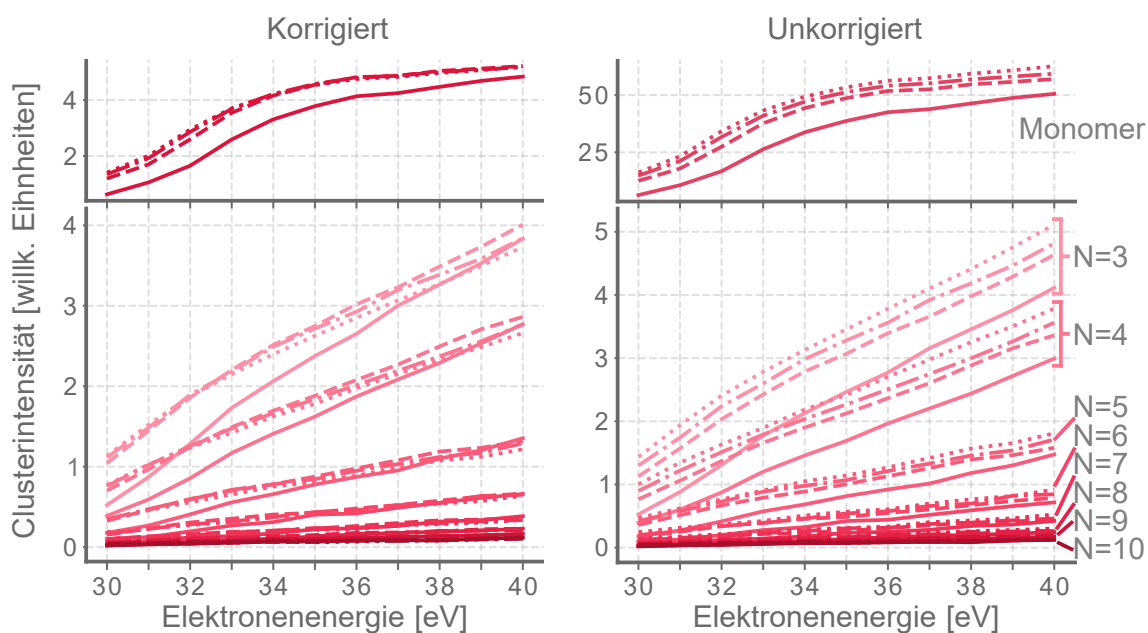 Korrigiert
Unkorrigiert
Clusterintensität [willk. Eihnheiten]
4
2
50
25
Monomer
4
3
2
1
0
5
4
3
2
1
0
N=3
N=4
N=5
N=6
N=7
N=8
N=9
N=10
30 32 34 36 38 40
30 32 34 36 38 40
Elektronenenergie [eV]
Elektronenenergie [eV]